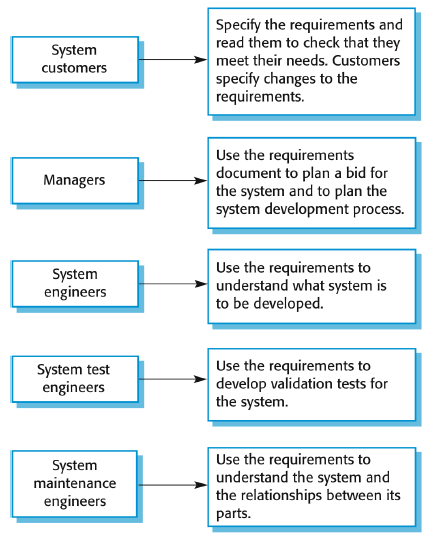 System
customers
Specify the requirements and
read them to check that they
meet their needs. Customers
specify changes to the
requirements.
Managers
Use the requirements
document to plan a bid for
the system and to plan the
system development process.
System
engineers
Use the requirements to
understand what system is
to be developed.
System test
engineers
Use the requirements to
develop validation tests for
the system.
System
maintenance
engineers
Use the requirements to
understand the system and
the relationships between its
parts.